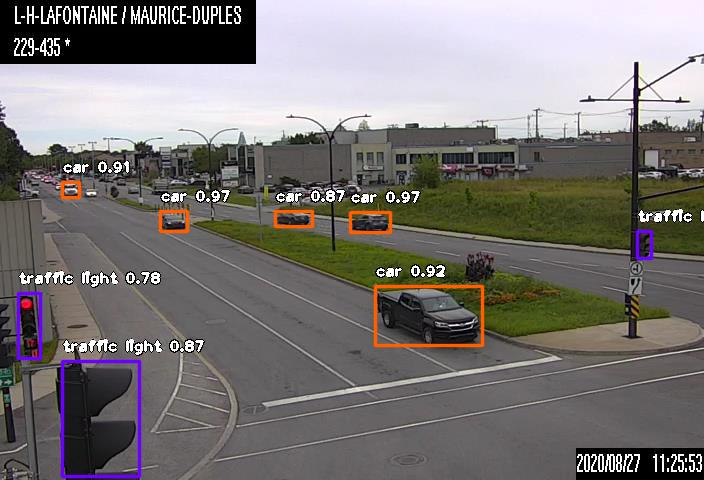 L-H-LAFONTAINE / MAURICE-DUPLES
229-435 *
car 0.91
car 0.97
car 0.87
car 0.97
traffic l
traffic light 0.78
car 0.92
traffic light 0.87
2020/08/27 11:25:53